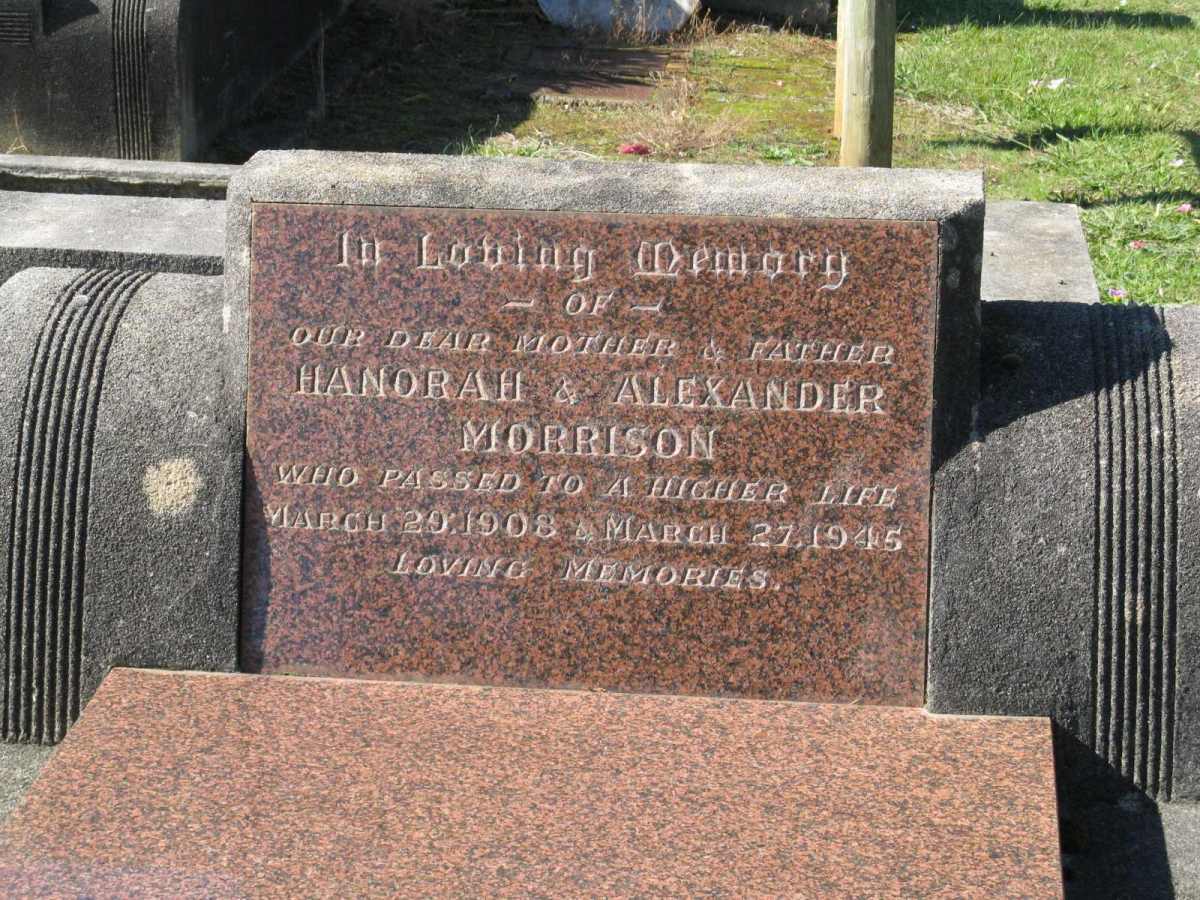 In Loving Memory
– OF –
OUR DEAR MOTHER & FATHER
HANORAH & ALEXANDER
MORRISON
WHO PASSED TO A HIGHER LIFE
MARCH 29.1908 & MARCH 27.1945
LOVING MEMORIES.